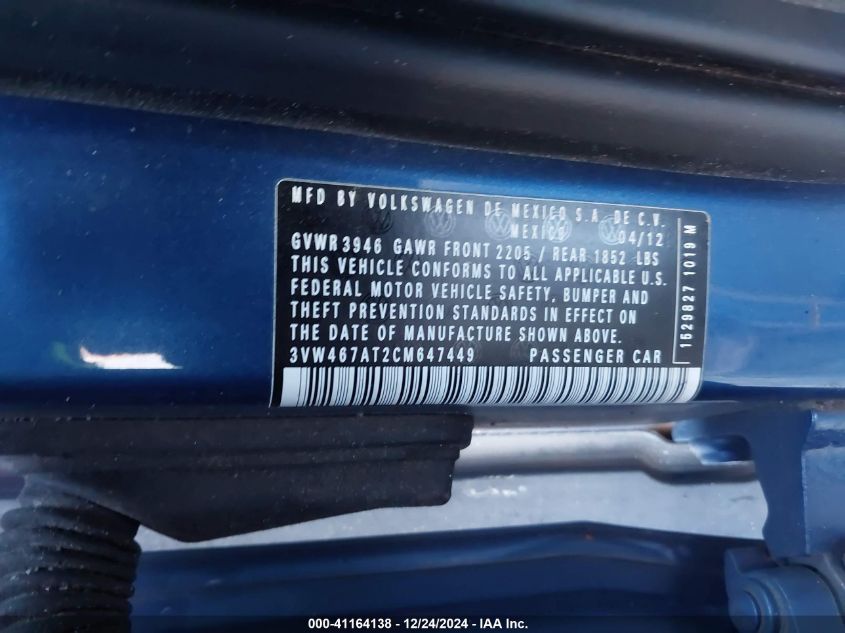 MFD BY VOLKSWAGEN DE MEXICO S.A. DE C.V.
MEXICO 04/12
GVWR 3946 GAWR FRONT 2205 / REAR 1852 LBS
THIS VEHICLE CONFORMS TO ALL APPLICABLE U.S.
FEDERAL MOTOR VEHICLE SAFETY, BUMPER AND
THEFT PREVENTION STANDARDS IN EFFECT ON
THE DATE OF MANUFACTURE SHOWN ABOVE.
3VW467AT2CM647449 PASSENGER CAR
1529827 1019 M
000-41164138 - 12/24/2024 - IAA Inc.